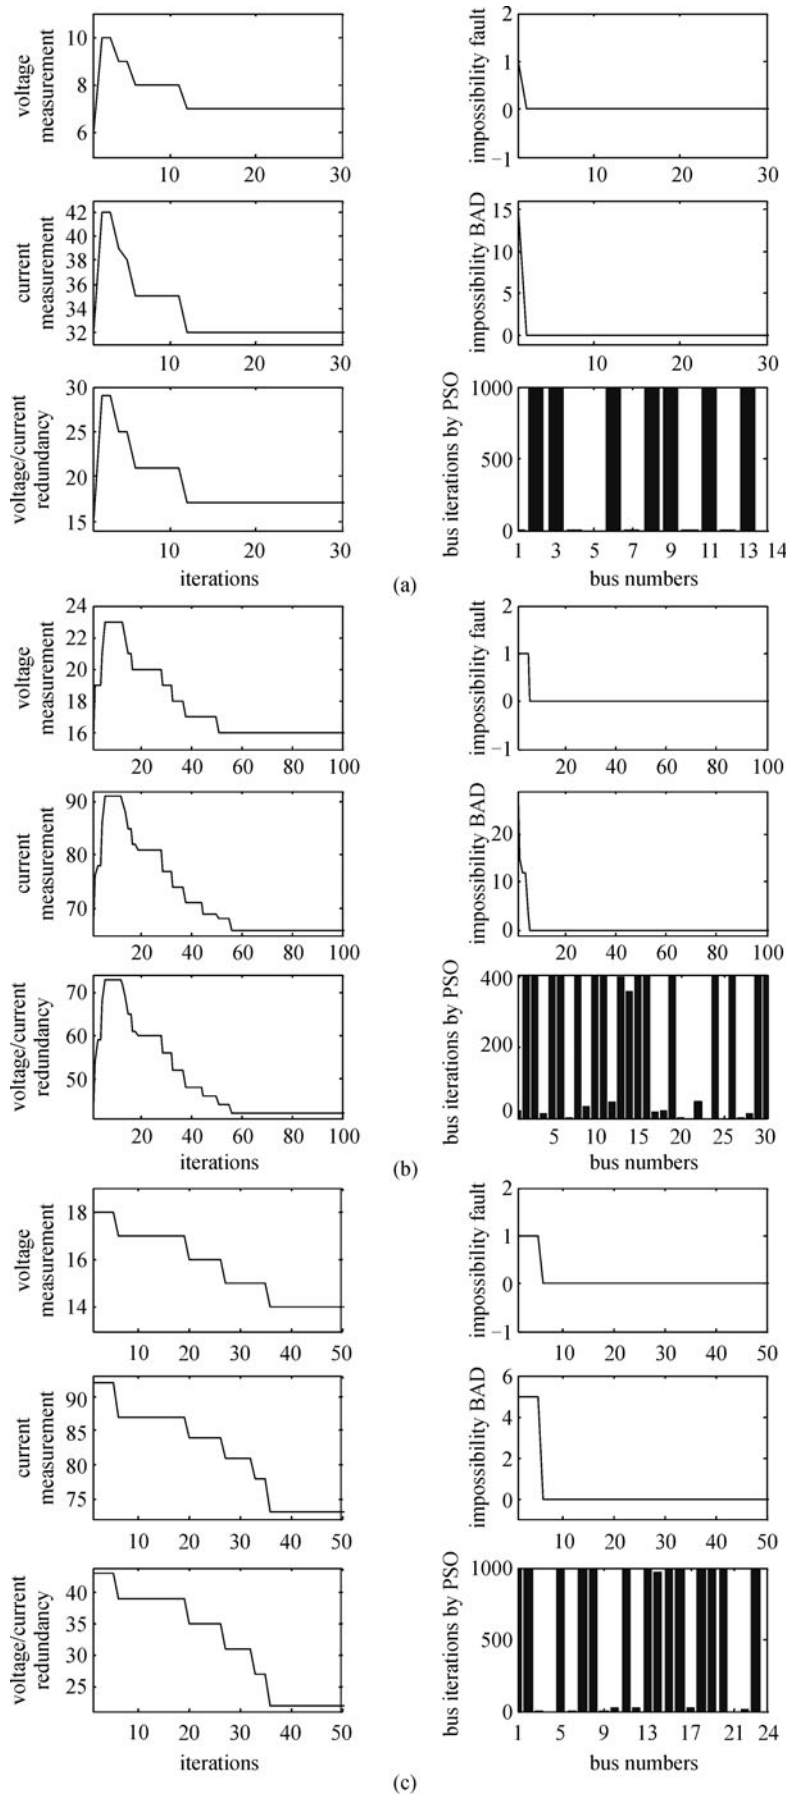 voltage
measurement
10
8
6
10 20 30
impossibility fault
2
1
0
−1
10 20 30
current
measurement
42
40
38
36
34
32
10 20 30
impossibility BAD
15
10
5
0
10 20 30
voltage/current
redundancy
30
25
20
15
10 20 30
iterations
bus iterations by PSO
1000
500
0
1 3 5 7 9 11 13 14
bus numbers
(a)
voltage
measurement
24
22
20
18
16
20 40 60 80 100
impossibility fault
2
1
0
−1
20 40 60 80 100
current
measurement
90
80
70
20 40 60 80 100
impossibility BAD
20
10
0
20 40 60 80 100
voltage/current
redundancy
70
60
50
20 40 60 80 100
iterations
bus iterations by PSO
400
200
0
5 10 15 20 25 30
bus numbers
(b)
voltage
measurement
18
16
14
10 20 30 40 50
impossibility fault
2
1
0
−1
10 20 30 40 50
current
measurement
90
85
80
75
10 20 30 40 50
impossibility BAD
6
4
2
0
10 20 30 40 50
voltage/current
redundancy
40
35
30
25
10 20 30 40 50
iterations
bus iterations by PSO
1000
500
0
1 5 9 13 17 21 24
bus numbers
(c)